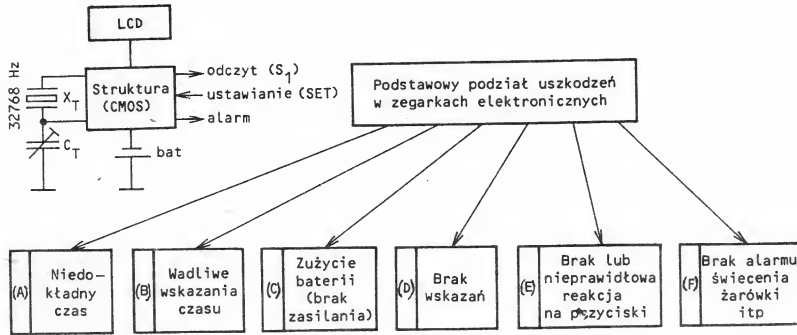 LCD
32768 Hz
X_T
C_T
Struktura
(CMOS)
odczyt (S₁)
ustawianie (SET)
alarm
bat
Podstawowy podział uszkodzeń
w zegarkach elektronicznych
(A)
Niedo-
kładny
czas
(B)
Wadliwe
wskazania
czasu
(C)
Zużycie
baterii
(brak
zasilania)
(D)
Brak
wskazań
(E)
Brak lub
nieprawidłowa
reakcja
na pszyciski
(F)
Brak alarmu
świecenia
żarówki
itp